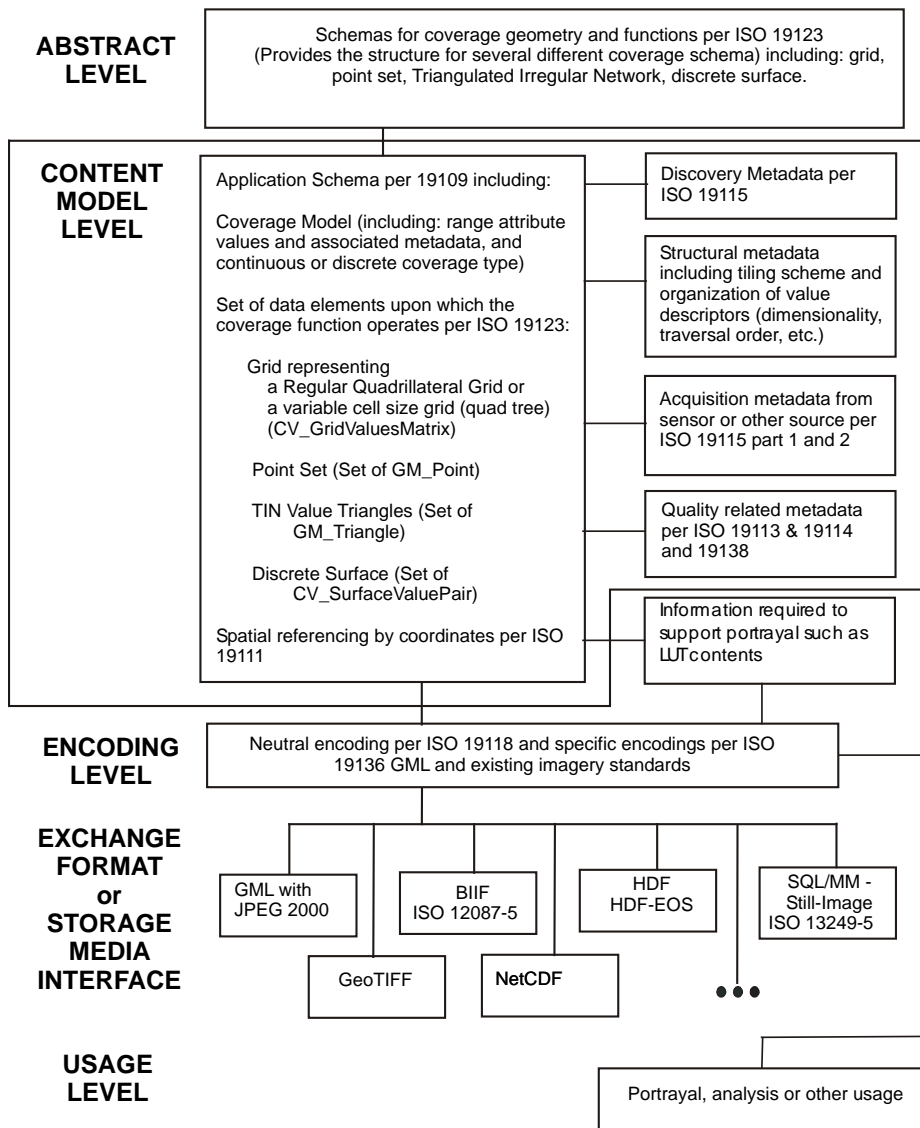 ABSTRACT
LEVEL
Schemas for coverage geometry and functions per ISO 19123
(Provides the structure for several different coverage schema) including: grid,
point set, Triangulated Irregular Network, discrete surface.
CONTENT
MODEL
LEVEL
Application Schema per 19109 including:
Coverage Model (including: range attribute
values and associated metadata, and
continuous or discrete coverage type)
Set of data elements upon which the
coverage function operates per ISO 19123:
Grid representing
a Regular Quadrillateral Grid or
a variable cell size grid (quad tree)
(CV_GridValuesMatrix)
Point Set (Set of GM_Point)
TIN Value Triangles (Set of
GM_Triangle)
Discrete Surface (Set of
CV_SurfaceValuePair)
Spatial referencing by coordinates per ISO
19111
Discovery Metadata per
ISO 19115
Structural metadata
including tiling scheme and
organization of value
descriptors (dimensionality,
traversal order, etc.)
Acquisition metadata from
sensor or other source per
ISO 19115 part 1 and 2
Quality related metadata
per ISO 19113 & 19114
and 19138
Information required to
support portrayal such as
LUT contents
ENCODING
LEVEL
Neutral encoding per ISO 19118 and specific encodings per ISO
19136 GML and existing imagery standards
EXCHANGE
FORMAT
or
STORAGE
MEDIA
INTERFACE
GML with
JPEG 2000
GeoTIFF
BIIF
ISO 12087-5
NetCDF
HDF
HDF-EOS
●●●
SQL/MM -
Still-Image
ISO 13249-5
USAGE
LEVEL
Portrayal, analysis or other usage